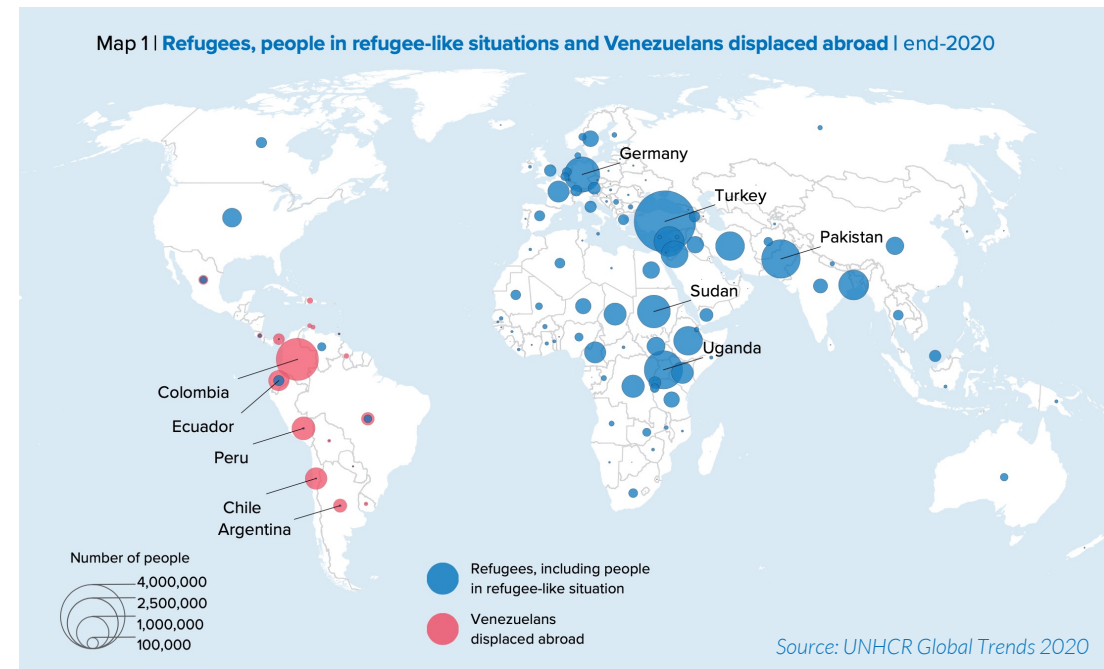 Map 1 | Refugees, people in refugee-like situations and Venezuelans displaced abroad | end-2020
Germany
Turkey
Pakistan
Sudan
Uganda
Colombia
Ecuador
Peru
Chile
Argentina
Number of people
4,000,000
2,500,000
1,000,000
100,000
Refugees, including people
in refugee-like situation
Venezuelans
displaced abroad
Source: UNHCR Global Trends 2020